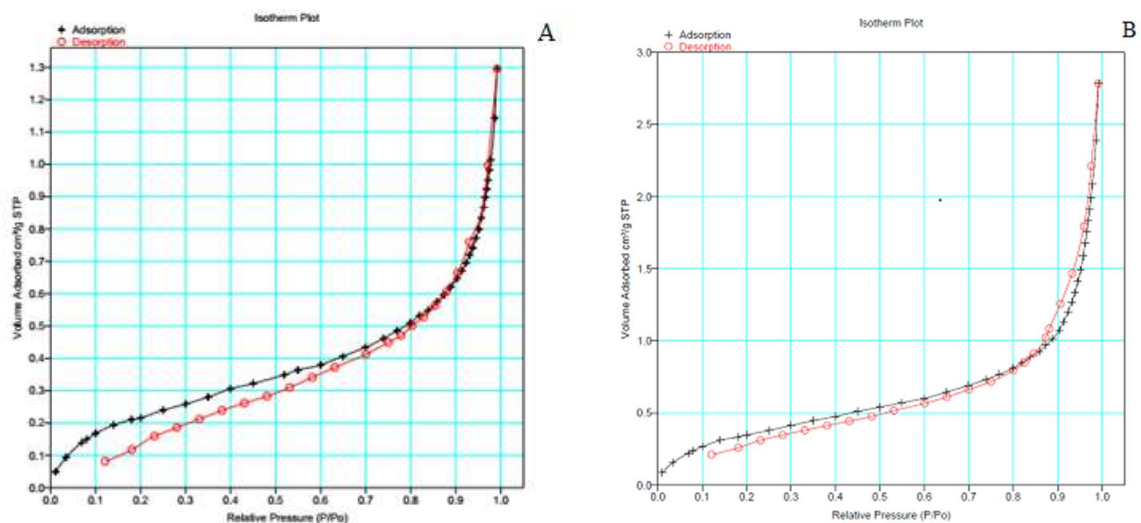 Isotherm Plot
Adsorption
Desorption
A
1.3
1.2
1.1
1.0
0.9
0.8
0.7
0.6
0.5
0.4
0.3
0.2
0.1
0.0
Volume Adsorbed cm³/g STP
0.0 0.1 0.2 0.3 0.4 0.5 0.6 0.7 0.8 0.9 1.0
Relative Pressure (P/Po)
Isotherm Plot
Adsorption
Desorption
B
3.0
2.5
2.0
1.5
1.0
0.5
0.0
Volume Adsorbed cm³/g STP
0.0 0.1 0.2 0.3 0.4 0.5 0.6 0.7 0.8 0.9 1.0
Relative Pressure (P/Po)